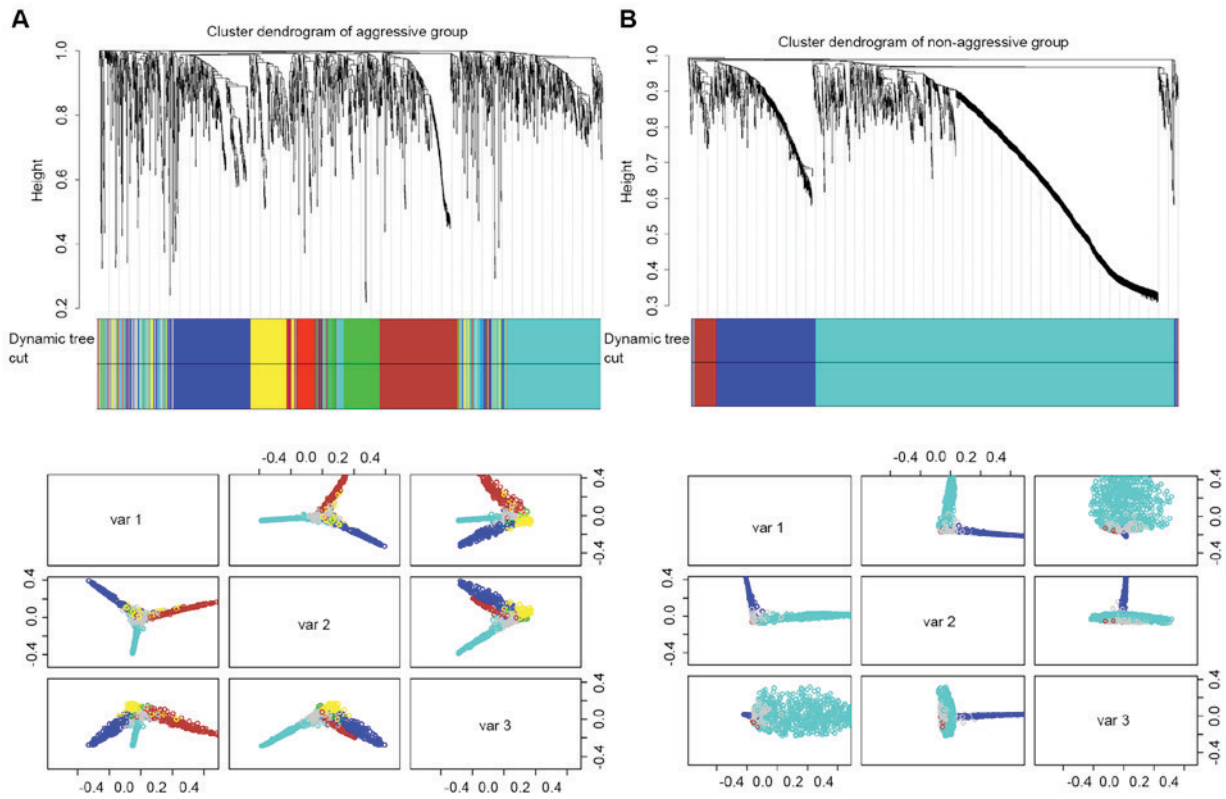 A
Cluster dendrogram of aggressive group
Height
1.0
0.8
0.6
0.4
0.2
Dynamic tree
cut
-0.4 0.0 0.2 0.4
var 1
0.4
0.0
-0.4
0.4
0.0
-0.4
var 2
var 3
0.4
0.0
-0.4
-0.4 0.0 0.2 0.4
-0.4 0.0 0.2 0.4
B
Cluster dendrogram of non-aggressive group
Height
1.0
0.9
0.8
0.7
0.6
0.5
0.4
0.3
Dynamic tree
cut
-0.4 0.0 0.2 0.4
var 1
0.4
0.0
-0.4
0.4
0.0
-0.4
var 2
var 3
0.4
0.0
-0.4
-0.4 0.0 0.2 0.4
-0.4 0.0 0.2 0.4